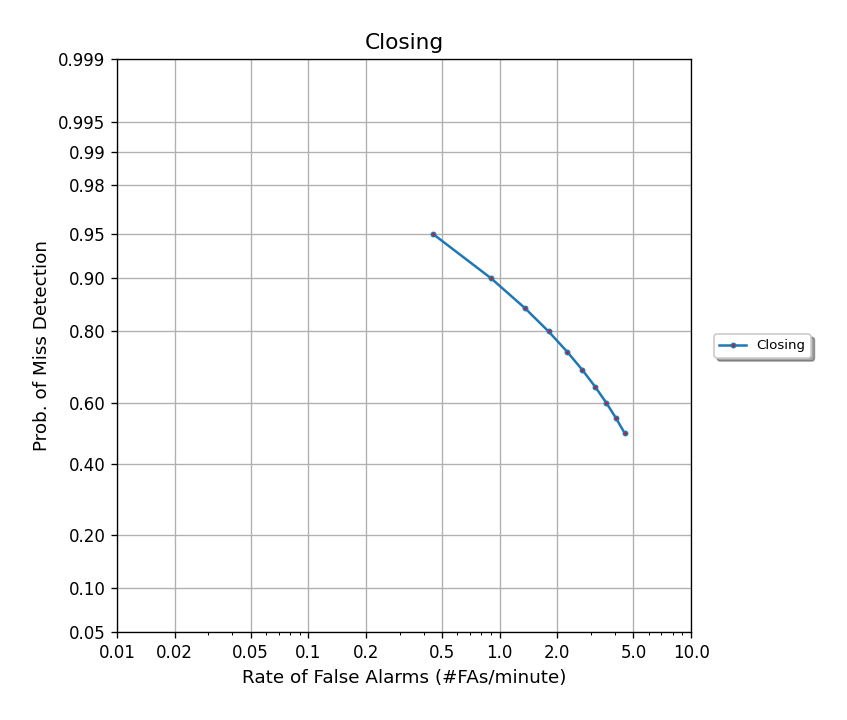 Closing
0.999
0.995
0.99
0.98
0.95
0.90
0.80
0.60
0.40
0.20
0.10
0.05
Prob. of Miss Detection
Closing
0.01 0.02 0.05 0.1 0.2 0.5 1.0 2.0 5.0 10.0
Rate of False Alarms (#FAs/minute)